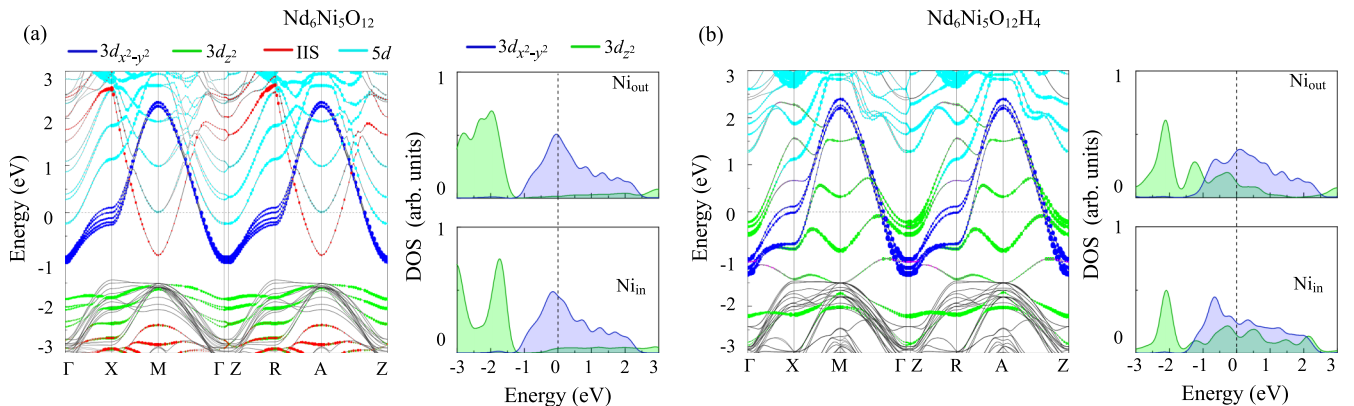 Nd6Ni5O12
Nd6Ni5O12H4
(a)
3dx²-y² 3dz² IIS 5d
3dx²-y² 3dz²
(b)
3dx²-y² 3dz²
Energy (eV)
3
2
1
0
-1
-2
-3
Γ X M Γ Z R A Z
DOS (arb. units)
1
0
Niout
1
0
Niin
-3 -2 -1 0 1 2 3
Energy (eV)
Energy (eV)
3
2
1
0
-1
-2
-3
Γ X M Γ Z R A Z
DOS (arb. units)
1
0
Niout
1
0
Niin
-3 -2 -1 0 1 2 3
Energy (eV)